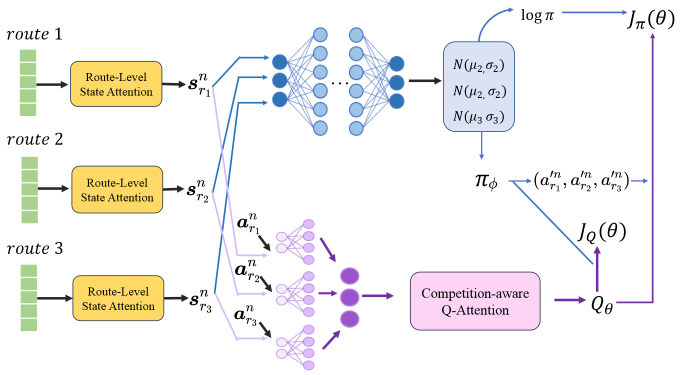 route 1
Route-Level
State Attention
s^n_{r_1}
route 2
Route-Level
State Attention
s^n_{r_2}
route 3
Route-Level
State Attention
s^n_{r_3}
...
N(μ_2,σ_2)
N(μ_2,σ_2)
N(μ_3 σ_3)
log π
J_π(θ)
π_ϕ
(a'^n_{r_1}, a'^n_{r_2}, a'^n_{r_3})
a^n_{r_1}
a^n_{r_2}
a^n_{r_3}
Competition-aware
Q-Attention
J_Q(θ)
Q_θ